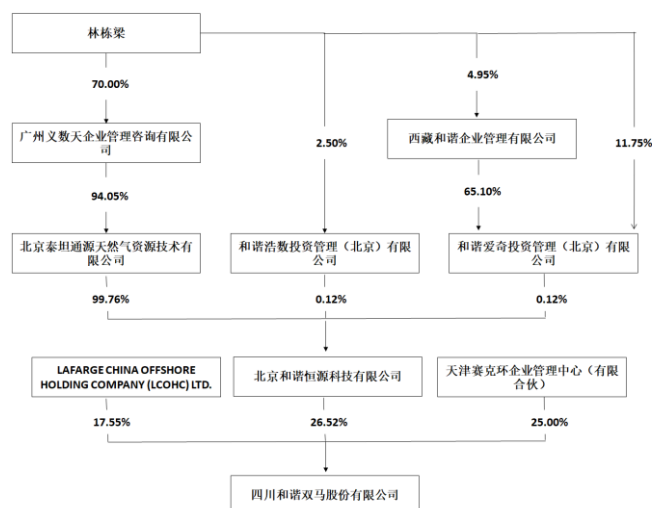 林栋梁
70.00%
4.95%
广州义数天企业管理咨询有限公
司
2.50%
西藏和谐企业管理有限公司
11.75%
94.05%
65.10%
北京泰坦通源天然气资源技术有
限公司
和谐浩数投资管理（北京）有限
公司
和谐爱奇投资管理（北京）有限
公司
99.76%
0.12%
0.12%
LAFARGE CHINA OFFSHORE
HOLDING COMPANY (LCOHC) LTD.
北京和谐恒源科技有限公司
天津赛克环企业管理中心（有限
合伙）
17.55%
26.52%
25.00%
四川和谐双马股份有限公司